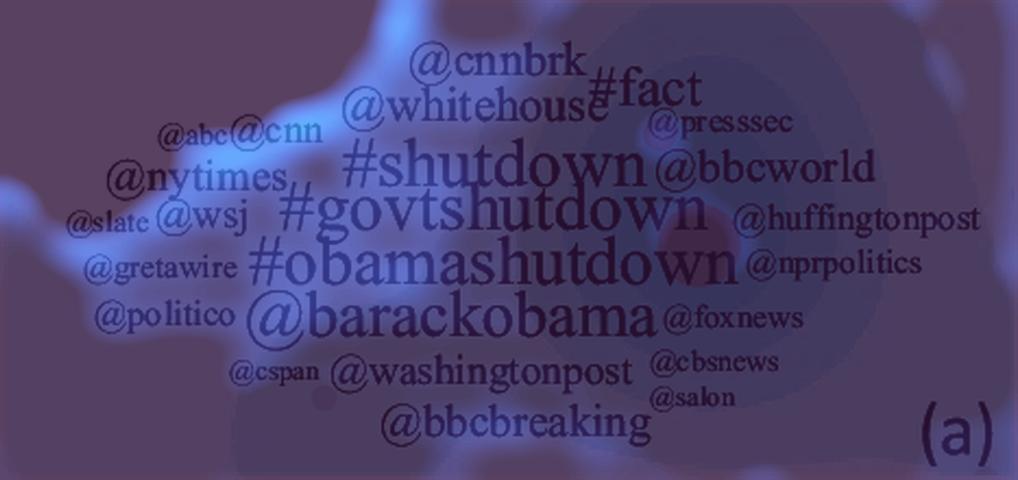 @cnnbrk
@whitehouse #fact
@abc @cnn @presssec
#shutdown @bbcworld
@nytimes
@slate @wsj #govtshutdown @huffingtonpost
@gretawire #obamashutdown @nprpolitics
@politico @barackobama @foxnews
@cspan @washingtonpost @cbsnews
@salon
@bbcbreaking
(a)